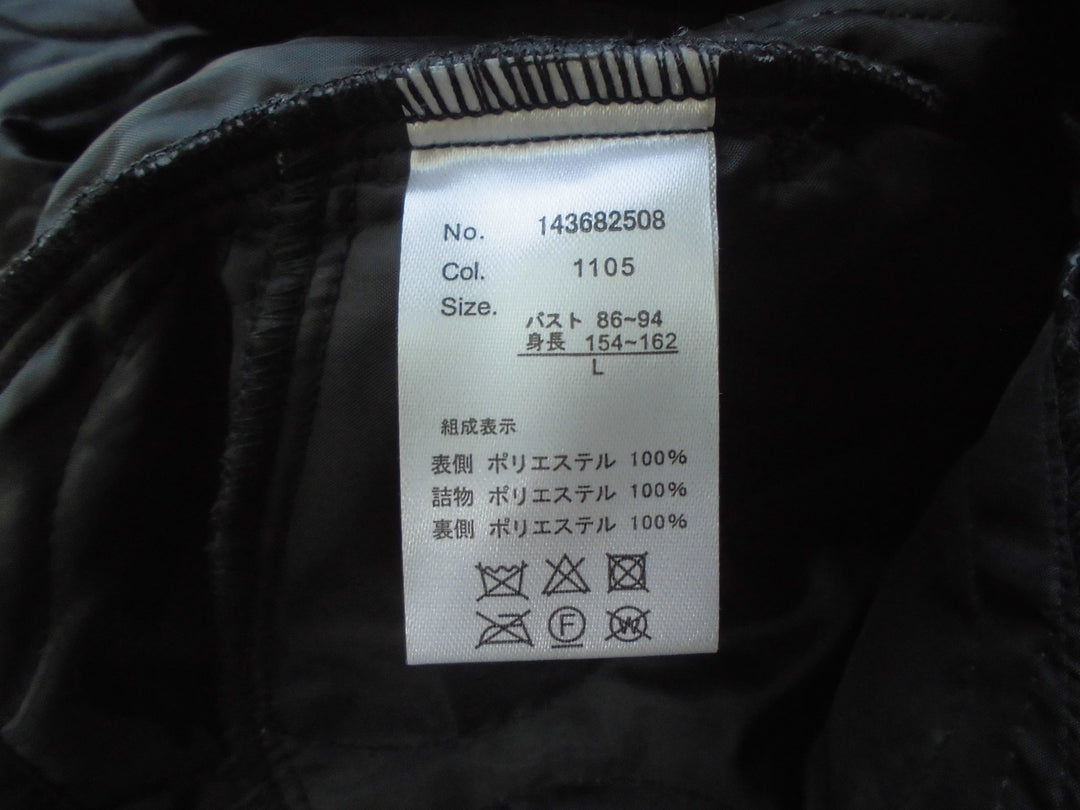 No. 143682508
Col. 1105
Size.
バスト 86~94
身長 154~162
L
組成表示
表側 ポリエステル 100%
詰物 ポリエステル 100%
裏側 ポリエステル 100%
F
W